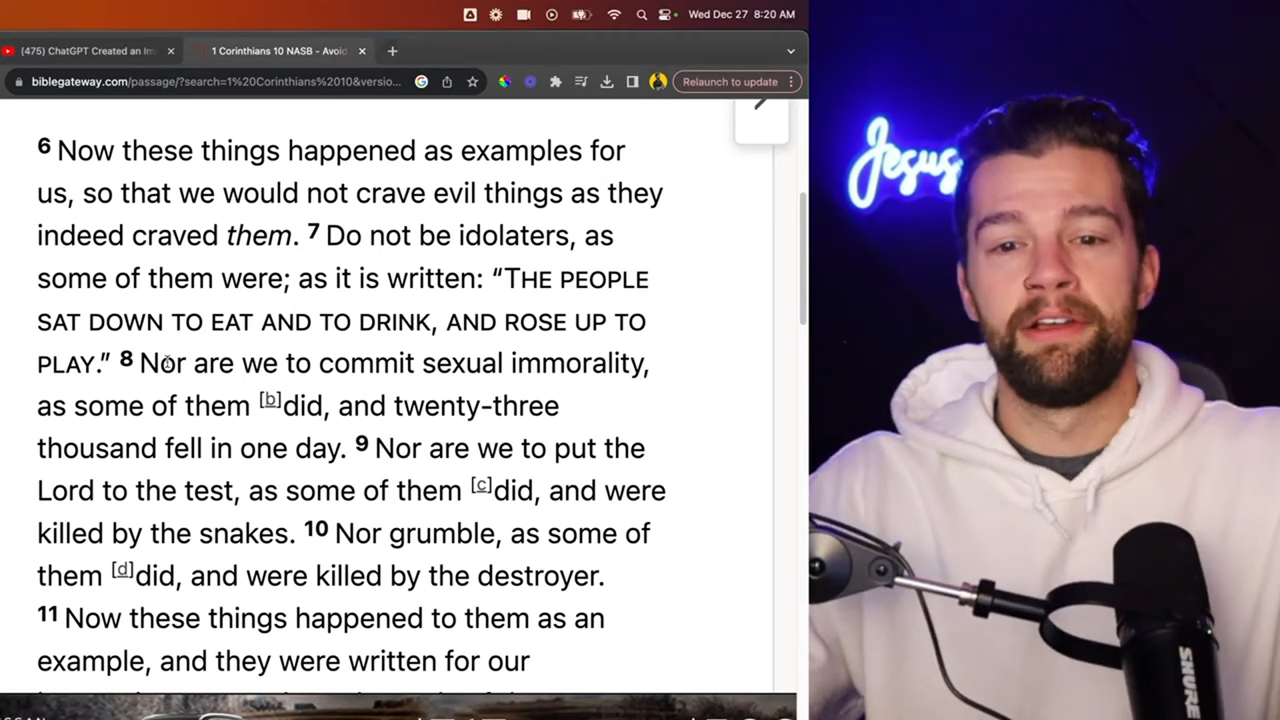 Wed Dec 27 8:20 AM
(475) ChatGPT Created an Im
1 Corinthians 10 NASB - Avoid
biblegateway.com/passage/?search=1%20Corinthians%2010&versio...
Relaunch to update
6 Now these things happened as examples for
us, so that we would not crave evil things as they
indeed craved them. 7 Do not be idolaters, as
some of them were; as it is written: “THE PEOPLE
SAT DOWN TO EAT AND TO DRINK, AND ROSE UP TO
PLAY.” 8 Nor are we to commit sexual immorality,
as some of them [b]did, and twenty-three
thousand fell in one day. 9 Nor are we to put the
Lord to the test, as some of them [c]did, and were
killed by the snakes. 10 Nor grumble, as some of
them [d]did, and were killed by the destroyer.
11 Now these things happened to them as an
example, and they were written for our
Jesus
SHURE